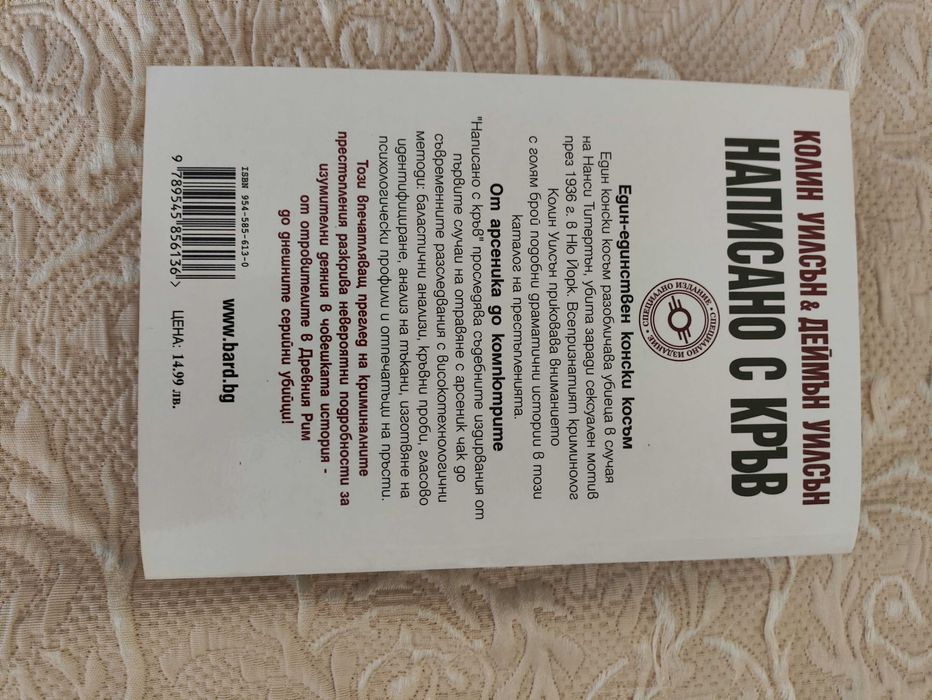 КОЛИН УИЛСЪН & ДЕЙМЪН УИЛСЪН
НАПИСАНО С КРЪВ
• СПЕЦИАЛНО ИЗДАНИЕ • СПЕЦИАЛНО ИЗДАНИЕ
Един-единствен конски косъм
Един конски косъм разобличава убиеца в случая
на Нанси Титертън, убита заради сексуален мотив
през 1936 г. в Ню Йорк. Всепризнатият криминолог
Колин Уилсън приковава вниманието
с голям брой подобни драматични истории в този
каталог на престъпленията.
От арсеника до компютрите
"Написано с кръв" проследява съдебните издирвания от
първите случаи на отравяне с арсеник чак до
съвременните разследвания с високотехнологични
методи: балистични анализи, кръвни проби, гласово
идентифициране, анализ на тъкани, изготвяне на
психологически профили и отпечатъци на пръсти.
Този впечатляващ преглед на криминалните
престъпления разкрива невероятни подробности за
изумителни деяния в човешката история -
от отровителите в Древния Рим
до днешните серийни убийци!
ISBN 954-585-613-0
9 789545 856136 >
www.bard.bg
ЦЕНА: 14.99 лв.